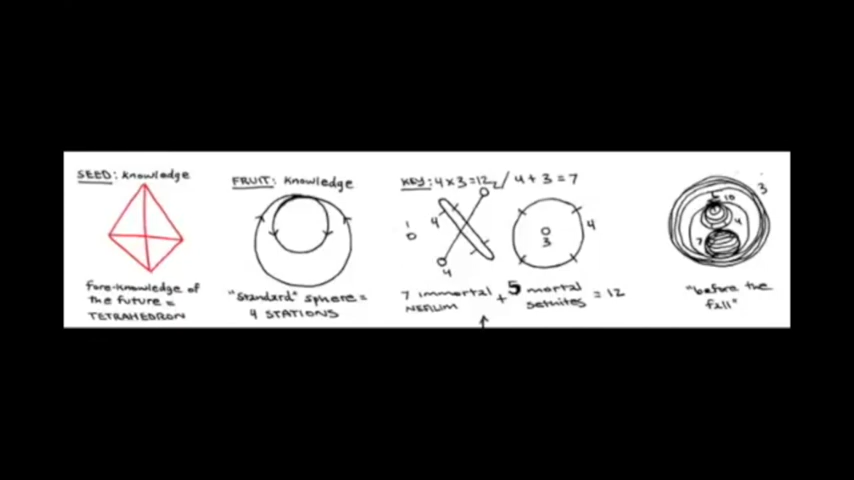 SEED: knowledge
fore-knowledge of
the future =
TETRAHEDRON
FRUIT: knowledge
"Standard" sphere =
4 STATIONS
KEY: 4 x 3 = 12 / 4 + 3 = 7
1
0
4
4
3
4
7 immortal + 5 mortal = 12
NEFILIM
sethites
3
10
4
7
"before the
fall"